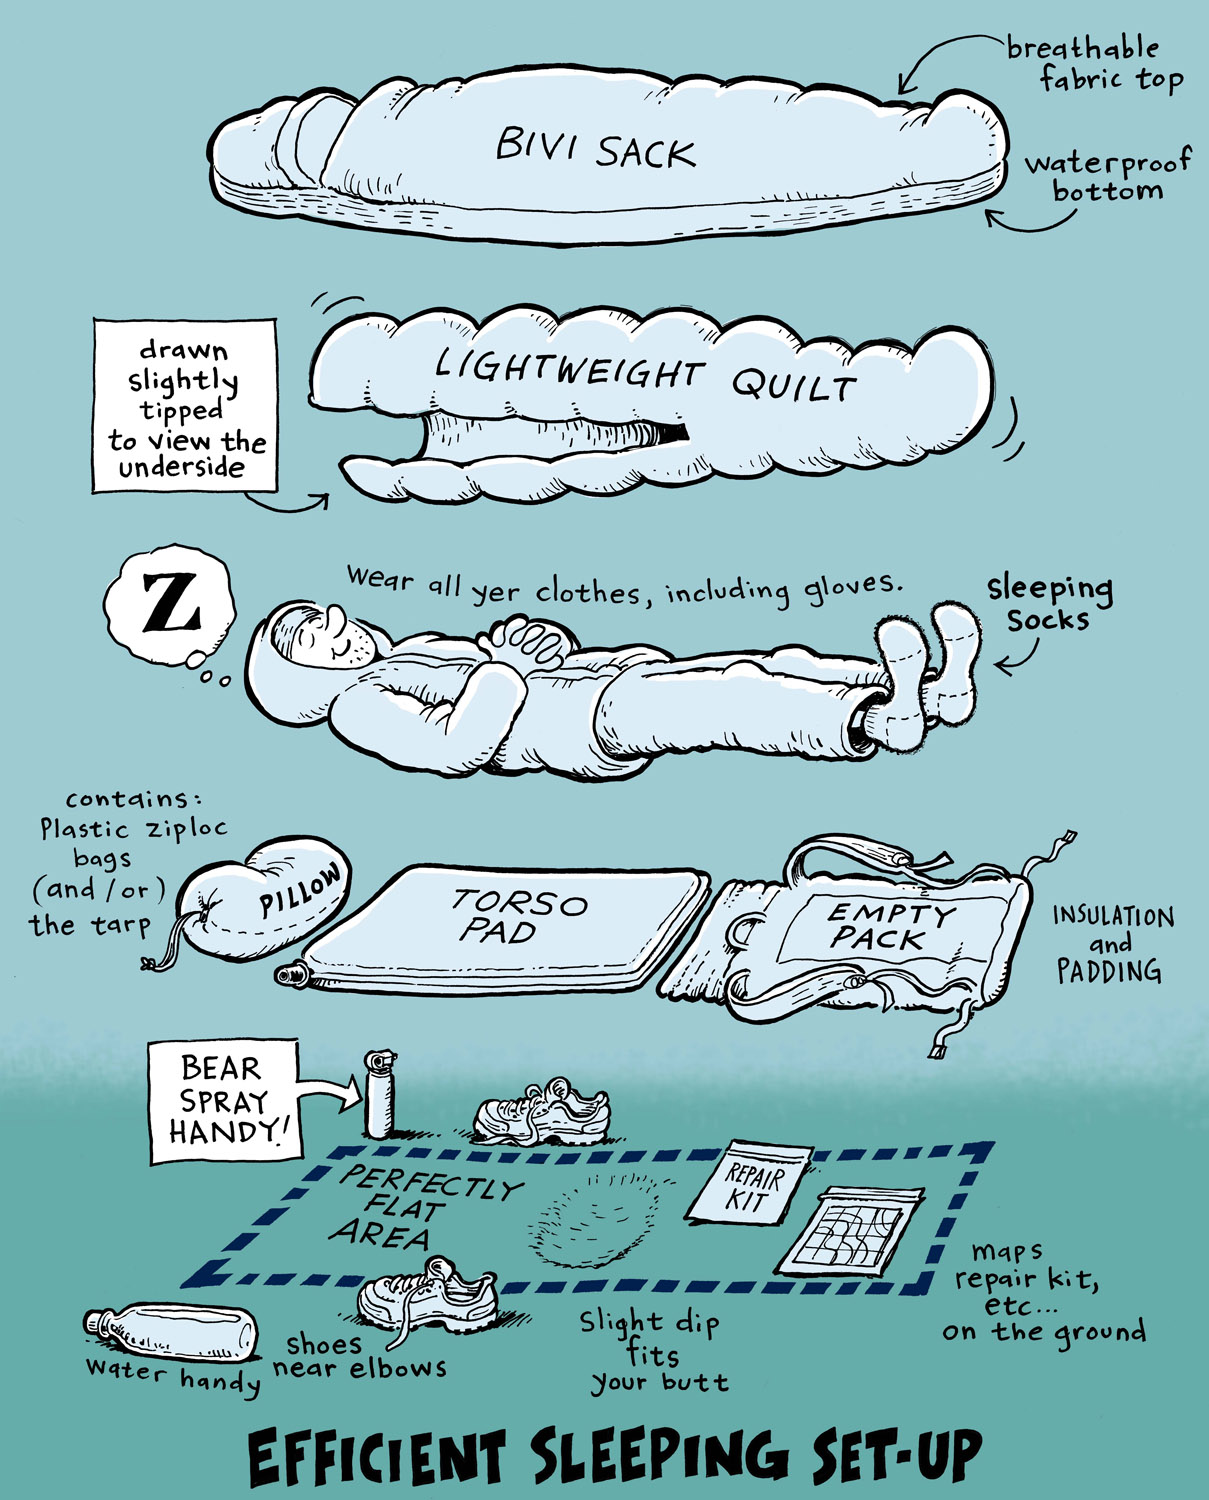 breathable
fabric top
BIVI SACK
waterproof
bottom
drawn
slightly
tipped
to view the
underside
LIGHTWEIGHT QUILT
Z
wear all yer clothes, including gloves.
sleeping
socks
contains:
Plastic ziploc
bags
(and/or)
the tarp
PILLOW
TORSO
PAD
EMPTY
PACK
INSULATION
and
PADDING
BEAR
SPRAY
HANDY!
PERFECTLY
FLAT
AREA
REPAIR
KIT
maps
repair kit,
etc...
on the ground
water handy
shoes
near elbows
Slight dip
fits
your butt
EFFICIENT SLEEPING SET-UP